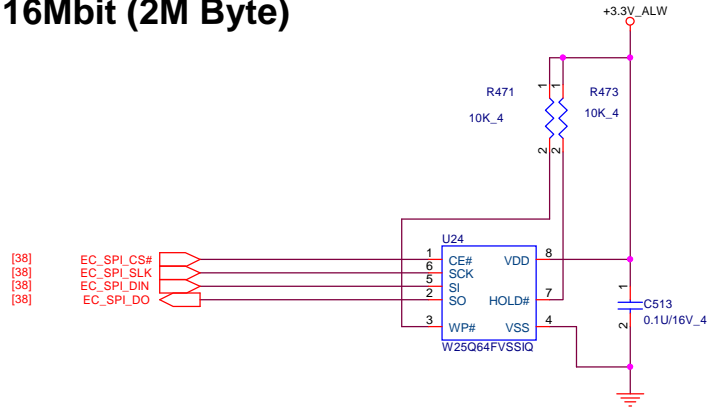 16Mbit (2M Byte)
+3.3V_ALW
R471
10K_4
R473
10K_4
1
1
2
2
[38] EC_SPI_CS#
[38] EC_SPI_SLK
[38] EC_SPI_DIN
[38] EC_SPI_DO
U24
1 CE# VDD 8
6 SCK
5 SI
2 SO HOLD# 7
3 WP# VSS 4
W25Q64FVSSIQ
1
C513
0.1U/16V_4
2